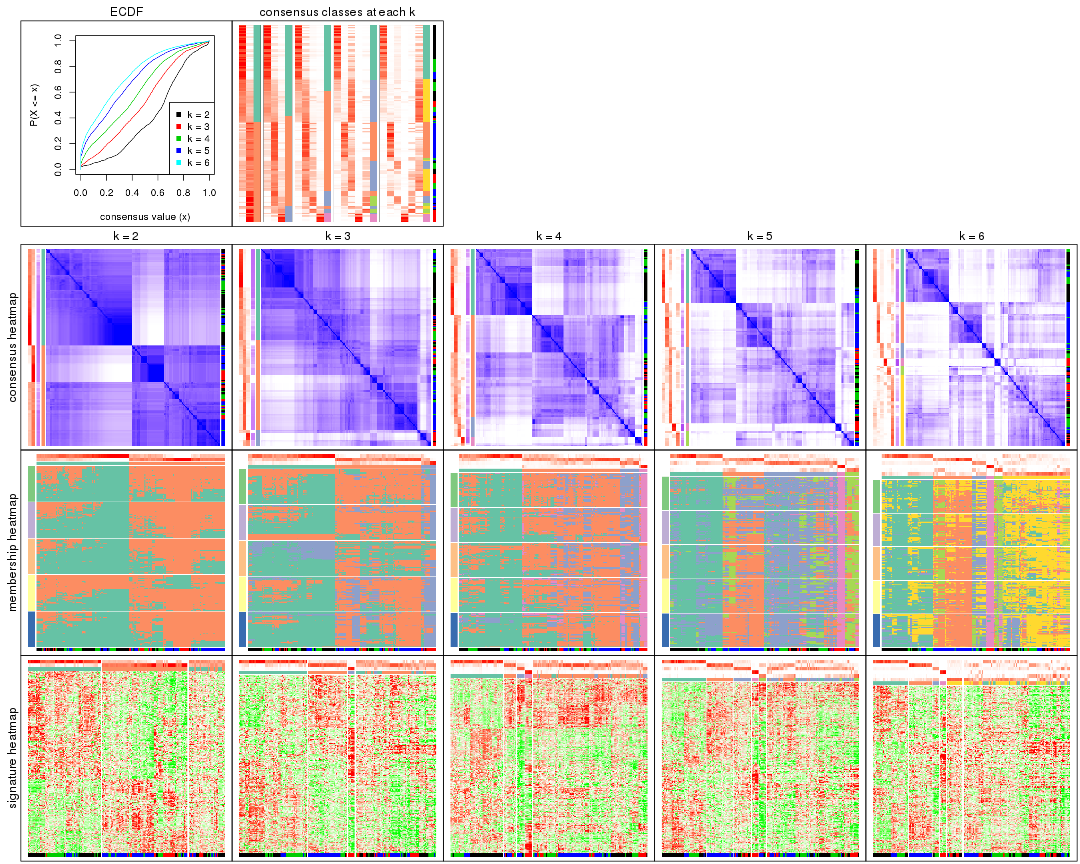 ECDF
consensus classes at each k
P(X <= x)
0.0 0.2 0.4 0.6 0.8 1.0
k = 2
k = 3
k = 4
k = 5
k = 6
0.0 0.2 0.4 0.6 0.8 1.0
consensus value (x)
k = 2
k = 3
k = 4
k = 5
k = 6
consensus heatmap
membership heatmap
signature heatmap